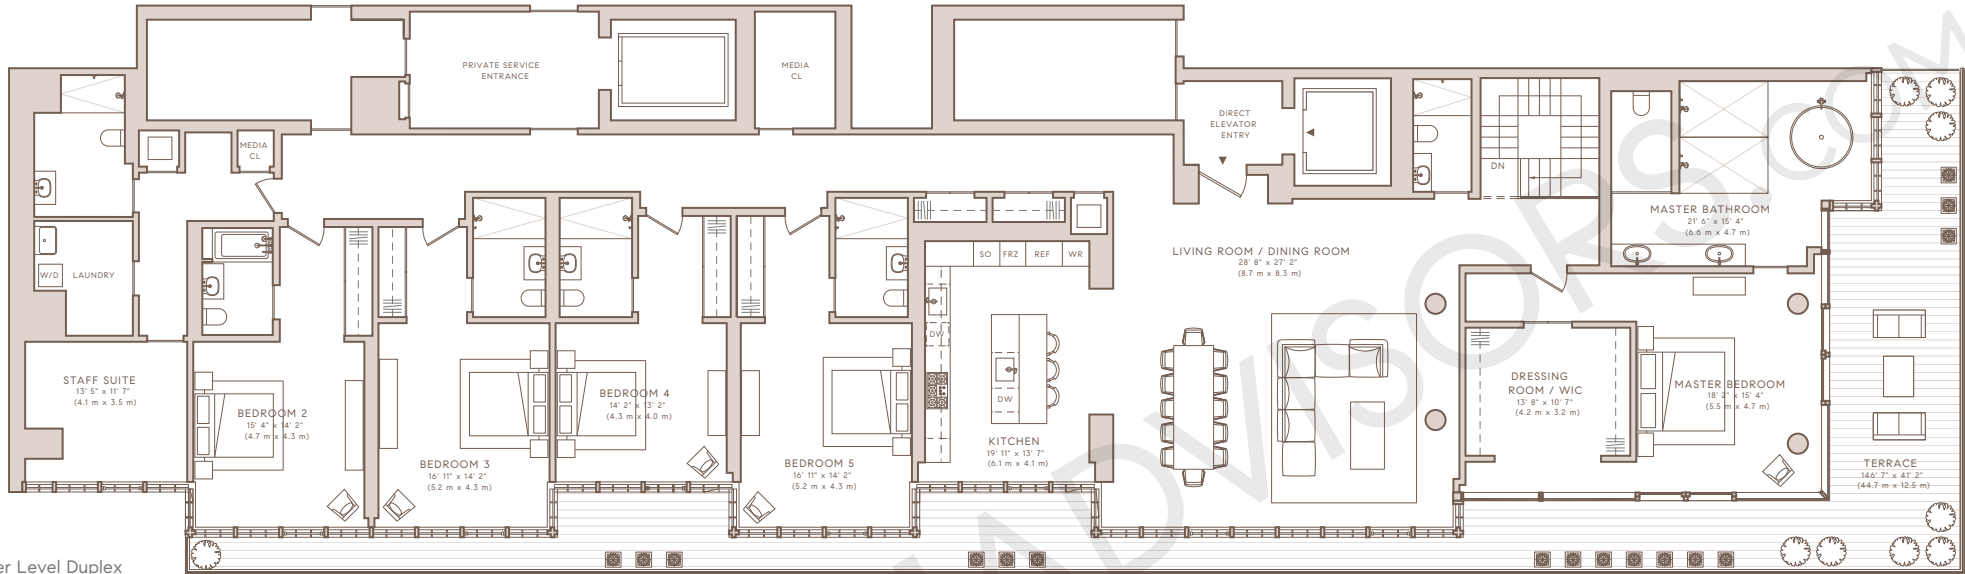 PRIVATE SERVICE
ENTRANCE
MEDIA
CL
DIRECT
ELEVATOR
ENTRY
MEDIA
CL
DN
MASTER BATHROOM
21' 6" x 15' 4"
(6.6 m x 4.7 m)
W/D
LAUNDRY
SO
FRZ
REF
WR
LIVING ROOM / DINING ROOM
28' 8" x 27' 2"
(8.7 m x 8.3 m)
DW
DW
STAFF SUITE
13' 5" x 11' 7"
(4.1 m x 3.5 m)
BEDROOM 2
15' 4" x 14' 2"
(4.7 m x 4.3 m)
BEDROOM 3
16' 11" x 14' 2"
(5.2 m x 4.3 m)
BEDROOM 4
14' 2" x 13' 2"
(4.3 m x 4.0 m)
BEDROOM 5
16' 11" x 14' 2"
(5.2 m x 4.3 m)
KITCHEN
19' 11" x 13' 7"
(6.1 m x 4.1 m)
DRESSING
ROOM / WIC
13' 8" x 10' 7"
(4.2 m x 3.2 m)
MASTER BEDROOM
18' 2" x 15' 4"
(5.5 m x 4.7 m)
TERRACE
146' 7" x 41' 2"
(44.7 m x 12.5 m)
er Level Duplex
ADVISORS.COM